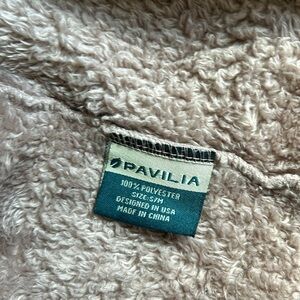 PAVILIA
100% POLYESTER
SIZE: S/M
DESIGNED IN USA
MADE IN CHINA